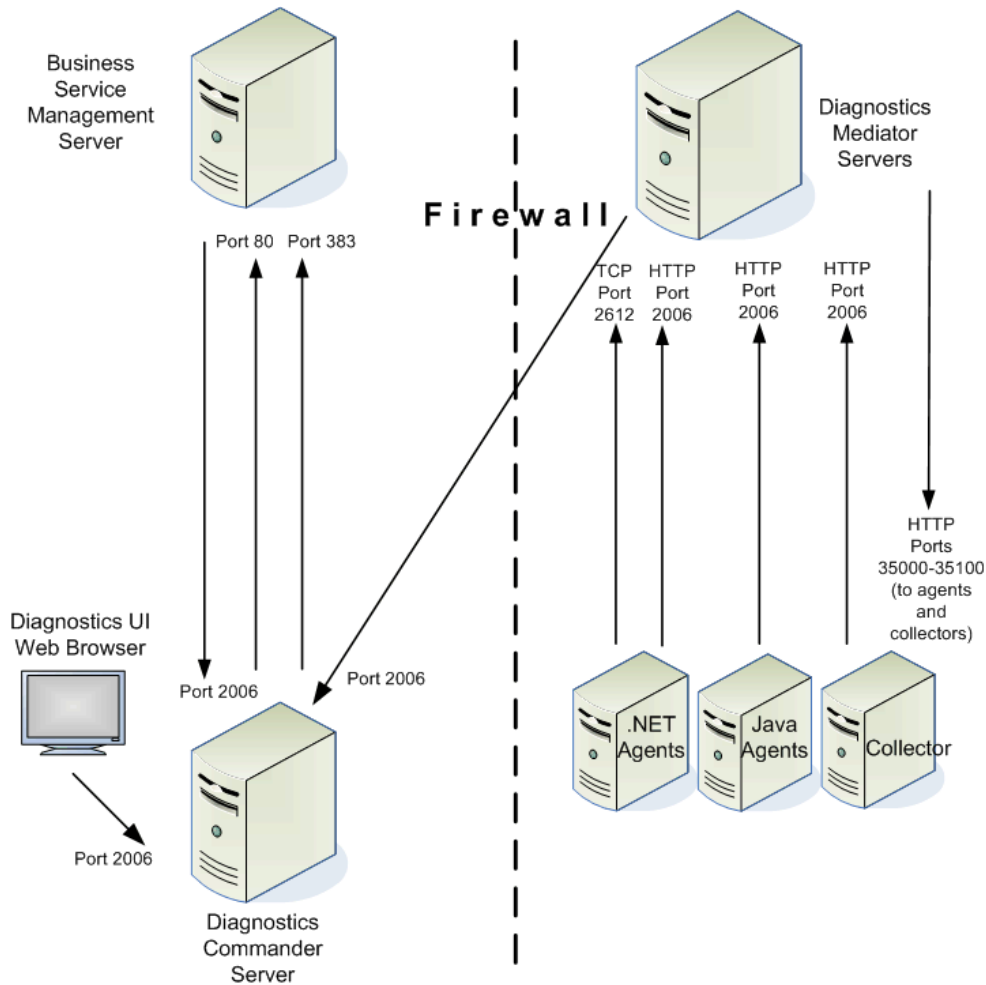 Business
Service
Management
Server
Diagnostics
Mediator
Servers
Firewall
Port 80
Port 383
TCP
Port
2612
HTTP
Port
2006
HTTP
Port
2006
HTTP
Port
2006
HTTP
Ports
35000-35100
(to agents
and
collectors)
Diagnostics UI
Web Browser
Port 2006
Port 2006
.NET
Agents
Java
Agents
Collector
Port 2006
Diagnostics
Commander
Server